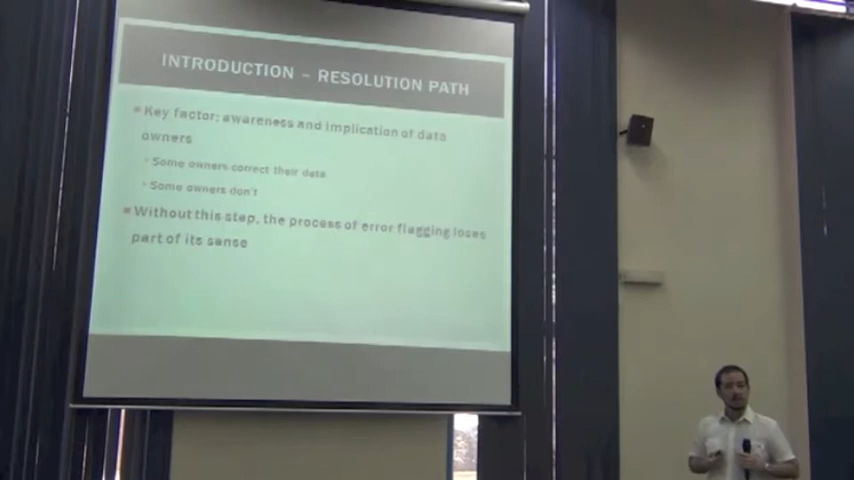 INTRODUCTION – RESOLUTION PATH
Key factor: awareness and implication of data
owners
Some owners correct their data
Some owners don't
Without this step, the process of error flagging loses
part of its sense